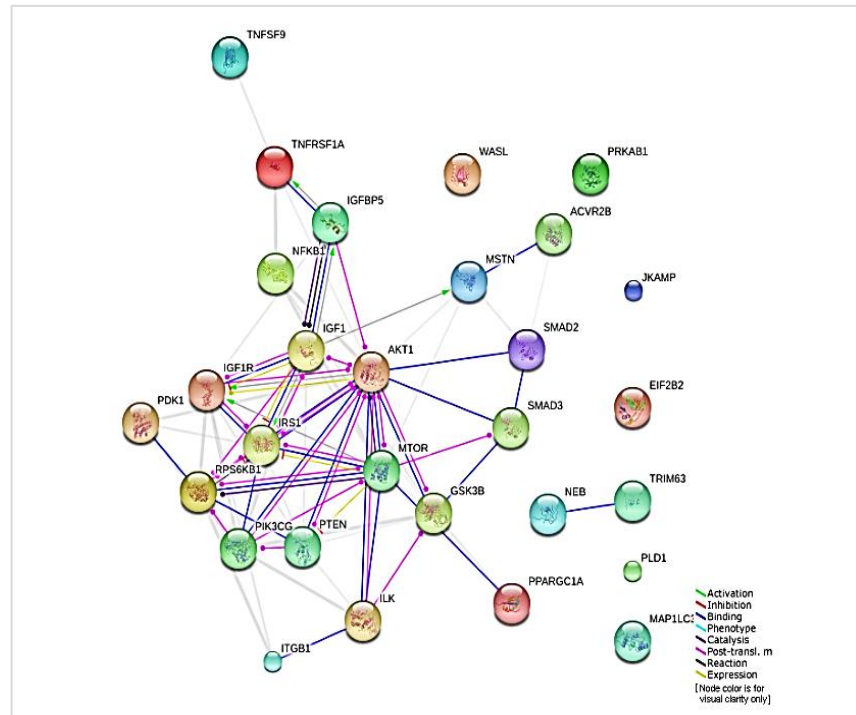 TNFSF9
TNFRSF1A
WASL
PRKAB1
IGFBP5
ACVR2B
NFKB1
MSTN
JKAMP
IGF1
SMAD2
AKT1
IGF1R
PDK1
EIF2B2
SMAD3
IRS1
MTOR
RPS6KB1
GSK3B
NEB
TRIM63
PIK3CG
PTEN
PLD1
PPARGC1A
ILK
MAP1LC3
ITGB1
Activation
Inhibition
Binding
Phenotype
Catalysis
Post-transl. m
Reaction
Expression
[Node color is for
visual clarity only]